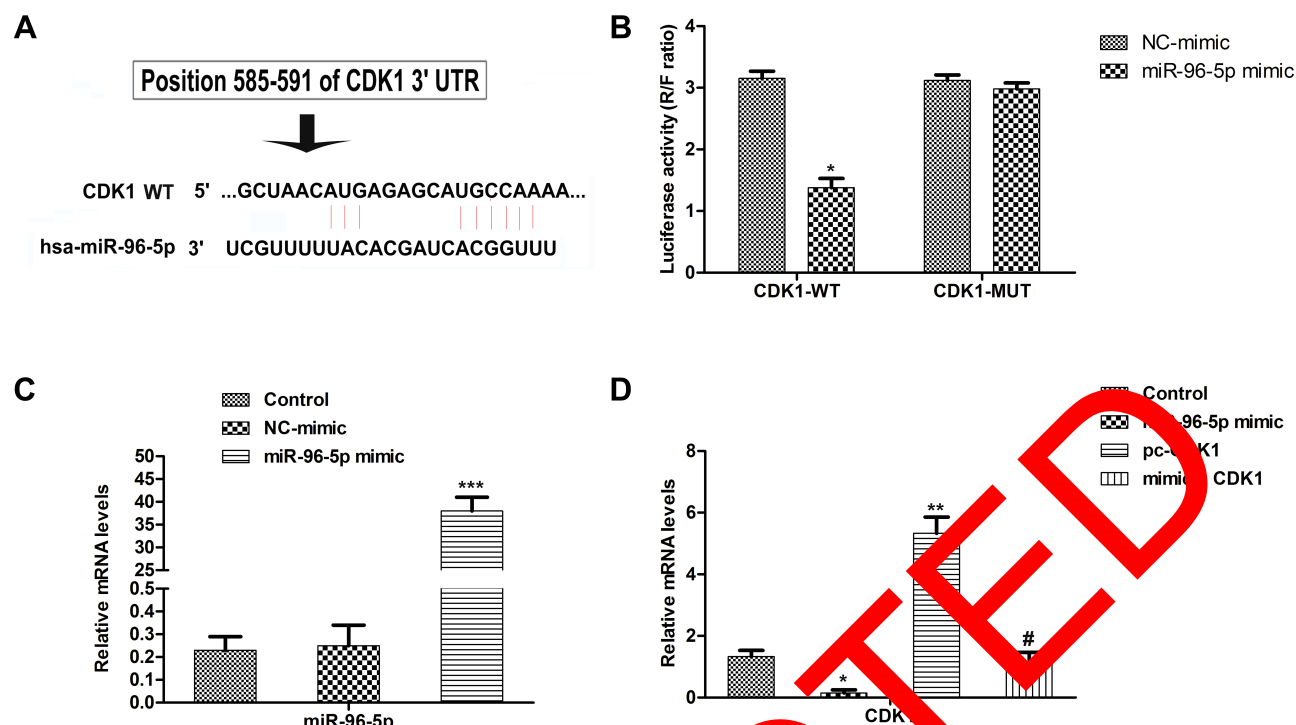 A
Position 585-591 of CDK1 3' UTR
CDK1 WT 5' ...GCUAACAUGAGAGCAUGCCAAAA...
hsa-miR-96-5p 3' UCGUUUUUACACGAUCACGGUUU
B
Luciferase activity (R/F ratio)
4
3
2
1
0
*
CDK1-WT
CDK1-MUT
NC-mimic
miR-96-5p mimic
C
Control
NC-mimic
miR-96-5p mimic
Relative mRNA levels
50
45
40
35
30
25
0.5
0.4
0.3
0.2
0.1
0.0
***
miR-96-5p
D
Control
96-5p mimic
mimic CDK1
Relative mRNA levels
8
6
4
2
0
*
**
#
TED